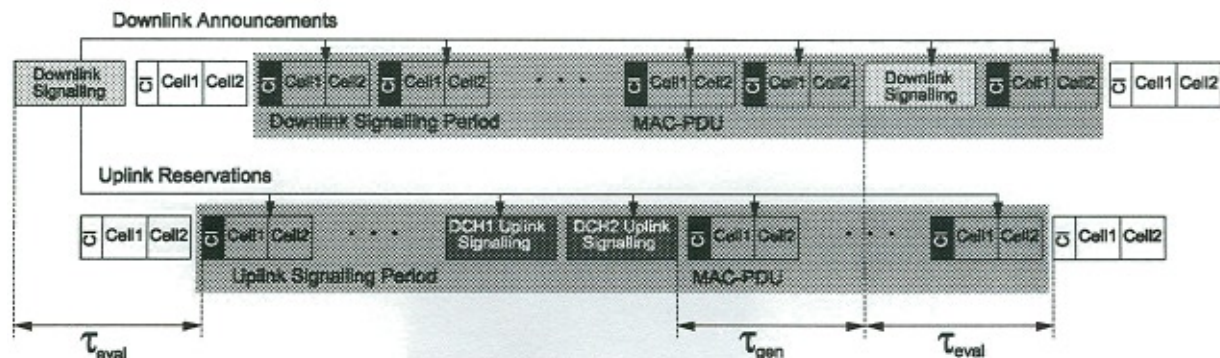 Downlink Announcements
Downlink Signalling CI Cell1 Cell2 CI Cell1 Cell2 CI Cell1 Cell2 · · · CI Cell1 Cell2 CI Cell1 Cell2 Downlink Signalling CI Cell1 Cell2 CI Cell1 Cell2
Downlink Signalling Period MAC-PDU
Uplink Reservations
CI Cell1 Cell2 CI Cell1 Cell2 · · · DCH1 Uplink Signalling DCH2 Uplink Signalling CI Cell1 Cell2 · · · CI Cell1 Cell2 CI Cell1 Cell2
Uplink Signalling Period MAC-PDU
τeval τgen τeval